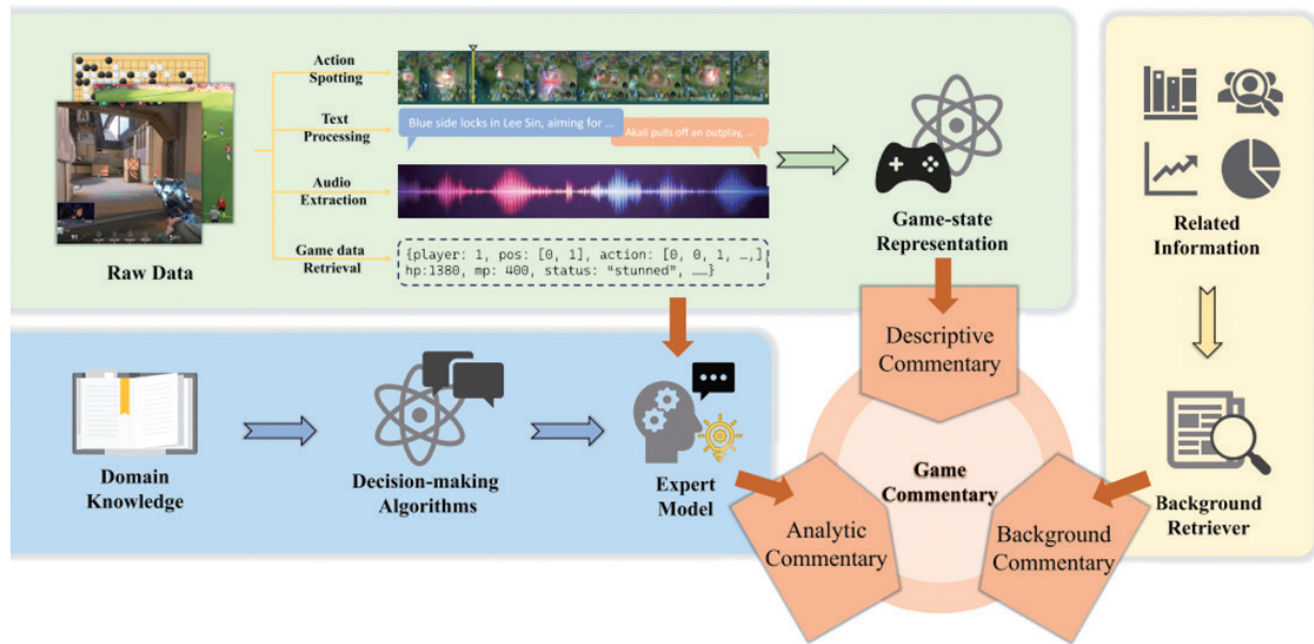 Raw Data
Action
Spotting
Text
Processing
Blue side locks in Lee Sin, aiming for ...
Akali pulls off an outplay, ...
Audio
Extraction
Game data
Retrieval
{player: 1, pos: [0, 1], action: [0, 0, 1, …,]
hp:1380, mp: 400, status: “stunned”, ……}
Game-state
Representation
Related
Information
Domain
Knowledge
Decision-making
Algorithms
Expert
Model
Descriptive
Commentary
Game
Commentary
Analytic
Commentary
Background
Commentary
Background
Retriever